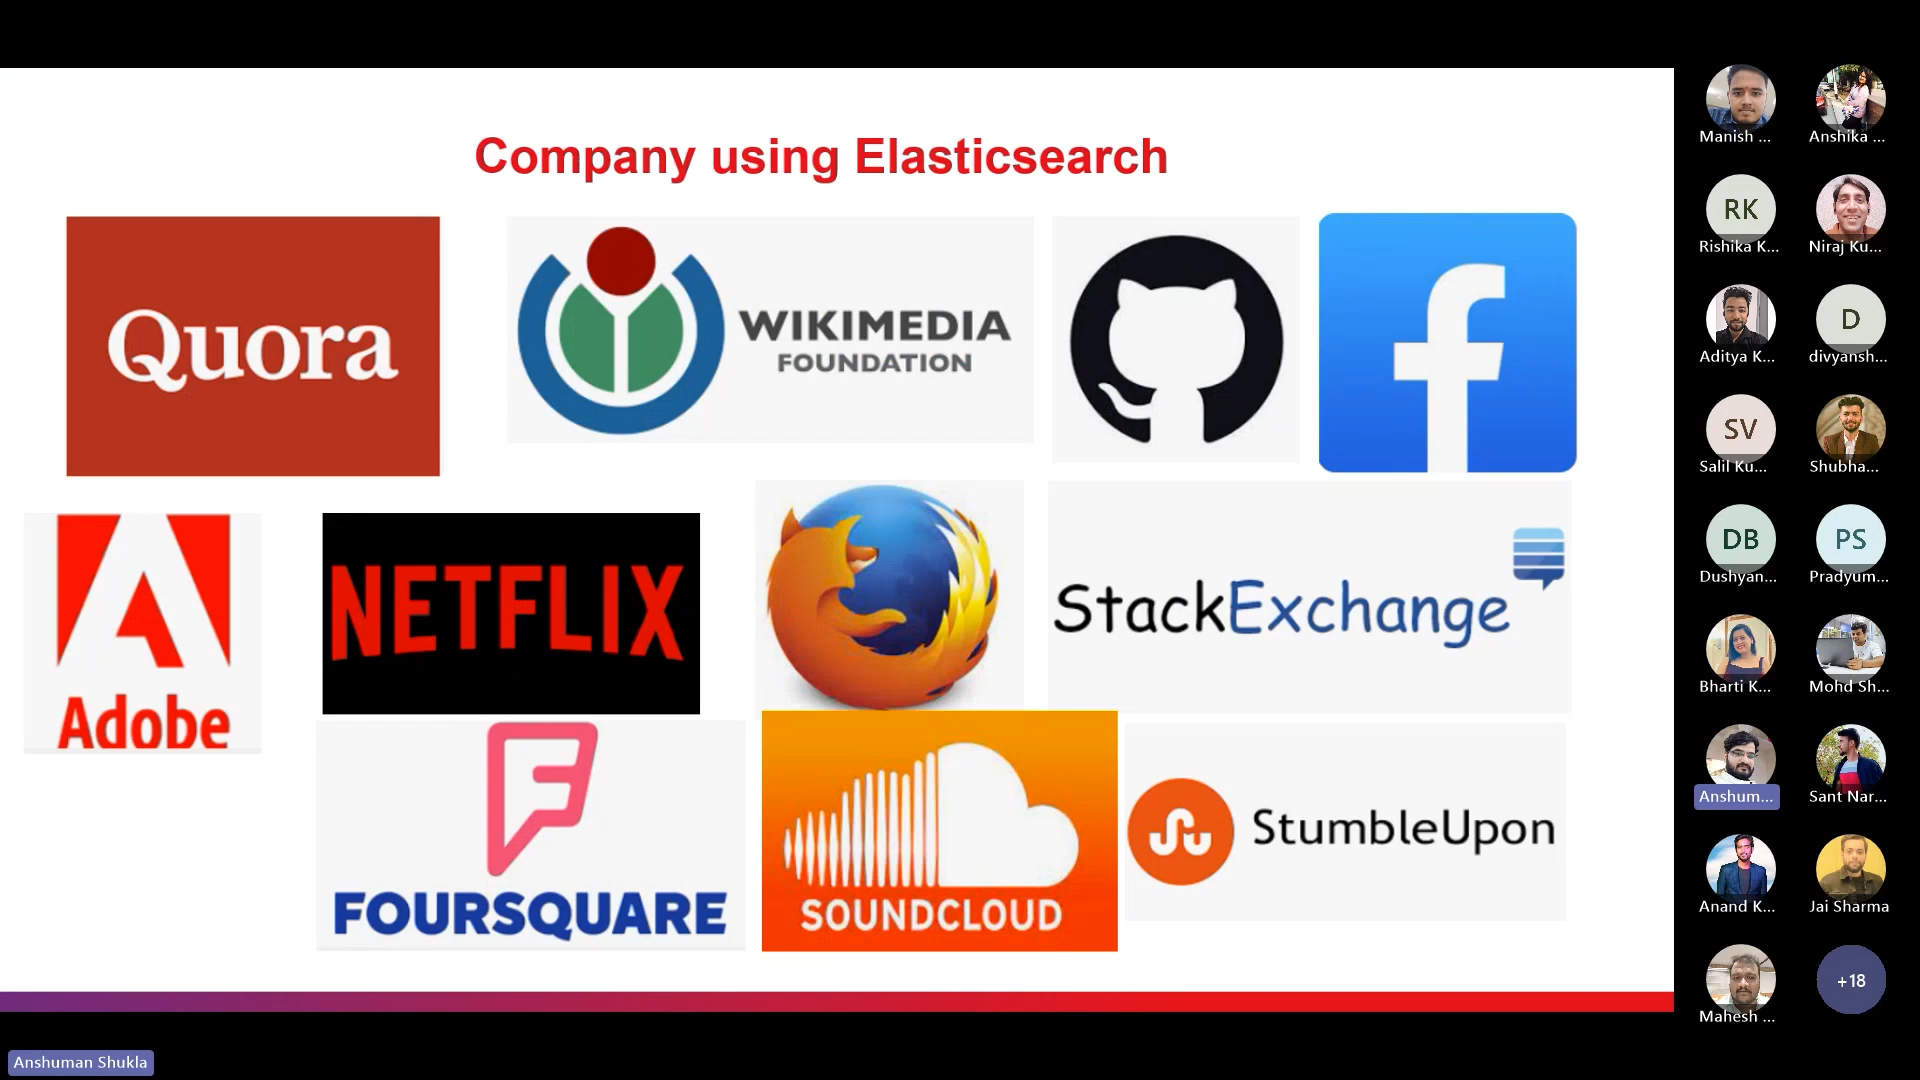 Company using Elasticsearch
Quora
WIKIMEDIA
FOUNDATION
f
Adobe
NETFLIX
StackExchange
FOURSQUARE
SOUNDCLOUD
StumbleUpon
Manish ...
Anshika ...
RK
Rishika K...
Niraj Ku...
Aditya K...
D
divyansh...
SV
Salil Ku...
Shubha...
DB
Dushyan...
PS
Pradyum...
Bharti K...
Mohd Sh...
Anshum...
Sant Nar...
Anand K...
Jai Sharma
Mahesh ...
+18
Anshuman Shukla